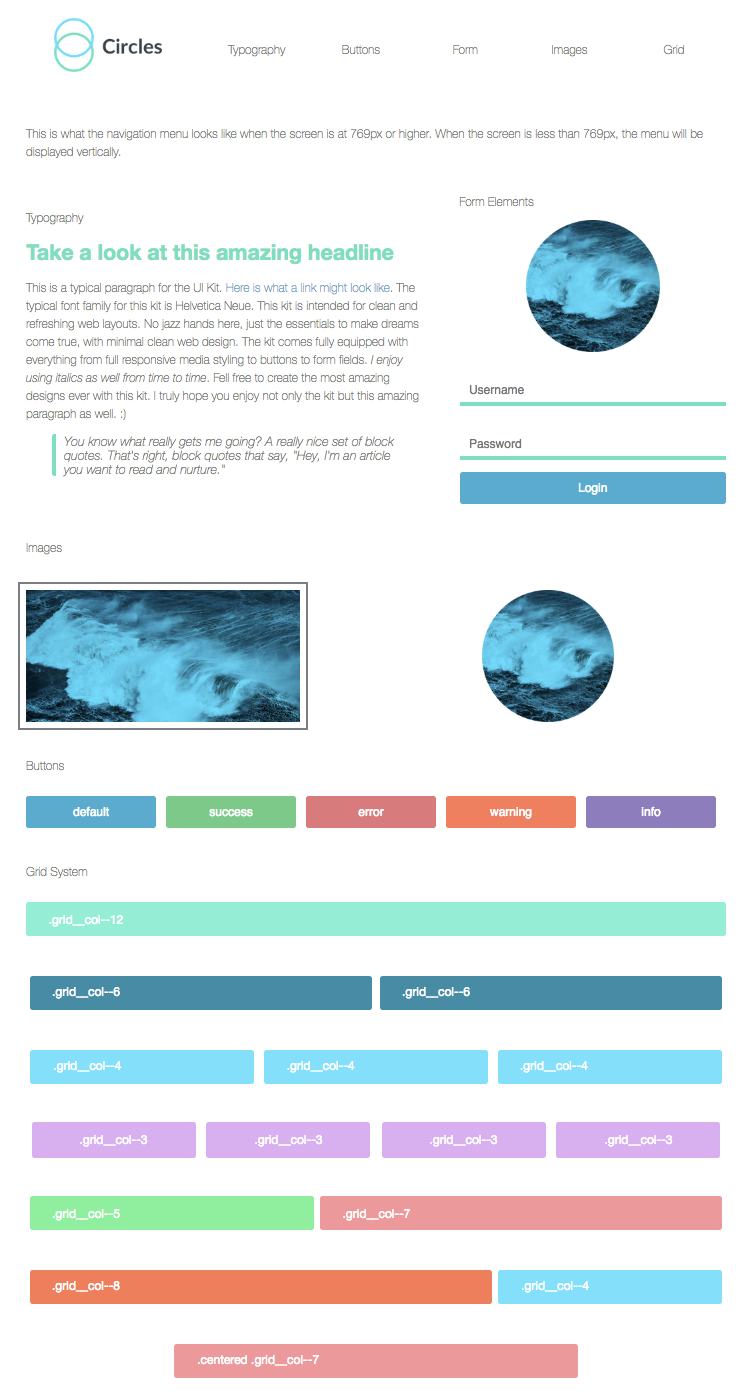 Circles
Typography
Buttons
Form
Images
Grid
This is what the navigation menu looks like when the screen is at 769px or higher. When the screen is less than 769px, the menu will be
displayed vertically.
Typography
Take a look at this amazing headline
This is a typical paragraph for the UI Kit. Here is what a link might look like. The
typical font family for this kit is Helvetica Neue. This kit is intended for clean and
refreshing web layouts. No jazz hands here, just the essentials to make dreams
come true, with minimal clean web design. The kit comes fully equipped with
everything from full responsive media styling to buttons to form fields. I enjoy
using italics as well from time to time. Fell free to create the most amazing
designs ever with this kit. I truly hope you enjoy not only the kit but this amazing
paragraph as well. :)
You know what really gets me going? A really nice set of block
quotes. That's right, block quotes that say, "Hey, I'm an article
you want to read and nurture."
Form Elements
Username
Password
Login
Images
Buttons
default
success
error
warning
info
Grid System
.grid__col--12
.grid__col--6
.grid__col--6
.grid__col--4
.grid__col--4
.grid__col--4
.grid__col--3
.grid__col--3
.grid__col--3
.grid__col--3
.grid__col--5
.grid__col--7
.grid__col--8
.grid__col--4
.centered .grid__col--7